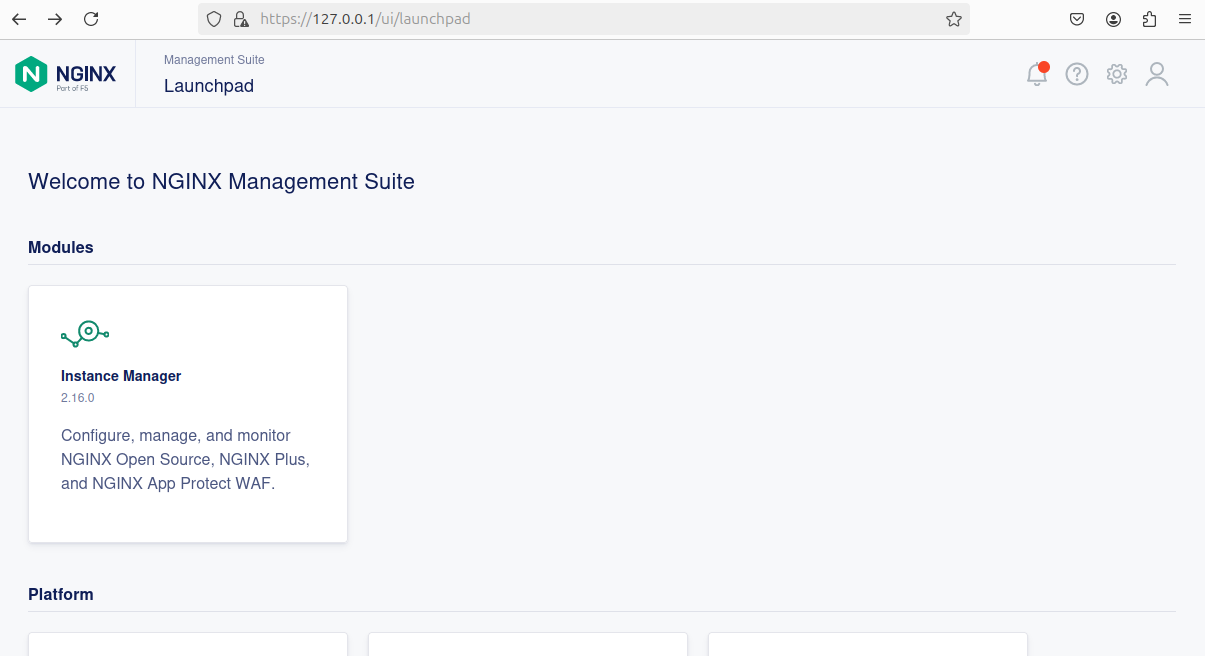 https://127.0.0.1/ui/launchpad
NGINX
Part of F5
Management Suite
Launchpad
Welcome to NGINX Management Suite
Modules
Instance Manager
2.16.0
Configure, manage, and monitor
NGINX Open Source, NGINX Plus,
and NGINX App Protect WAF.
Platform